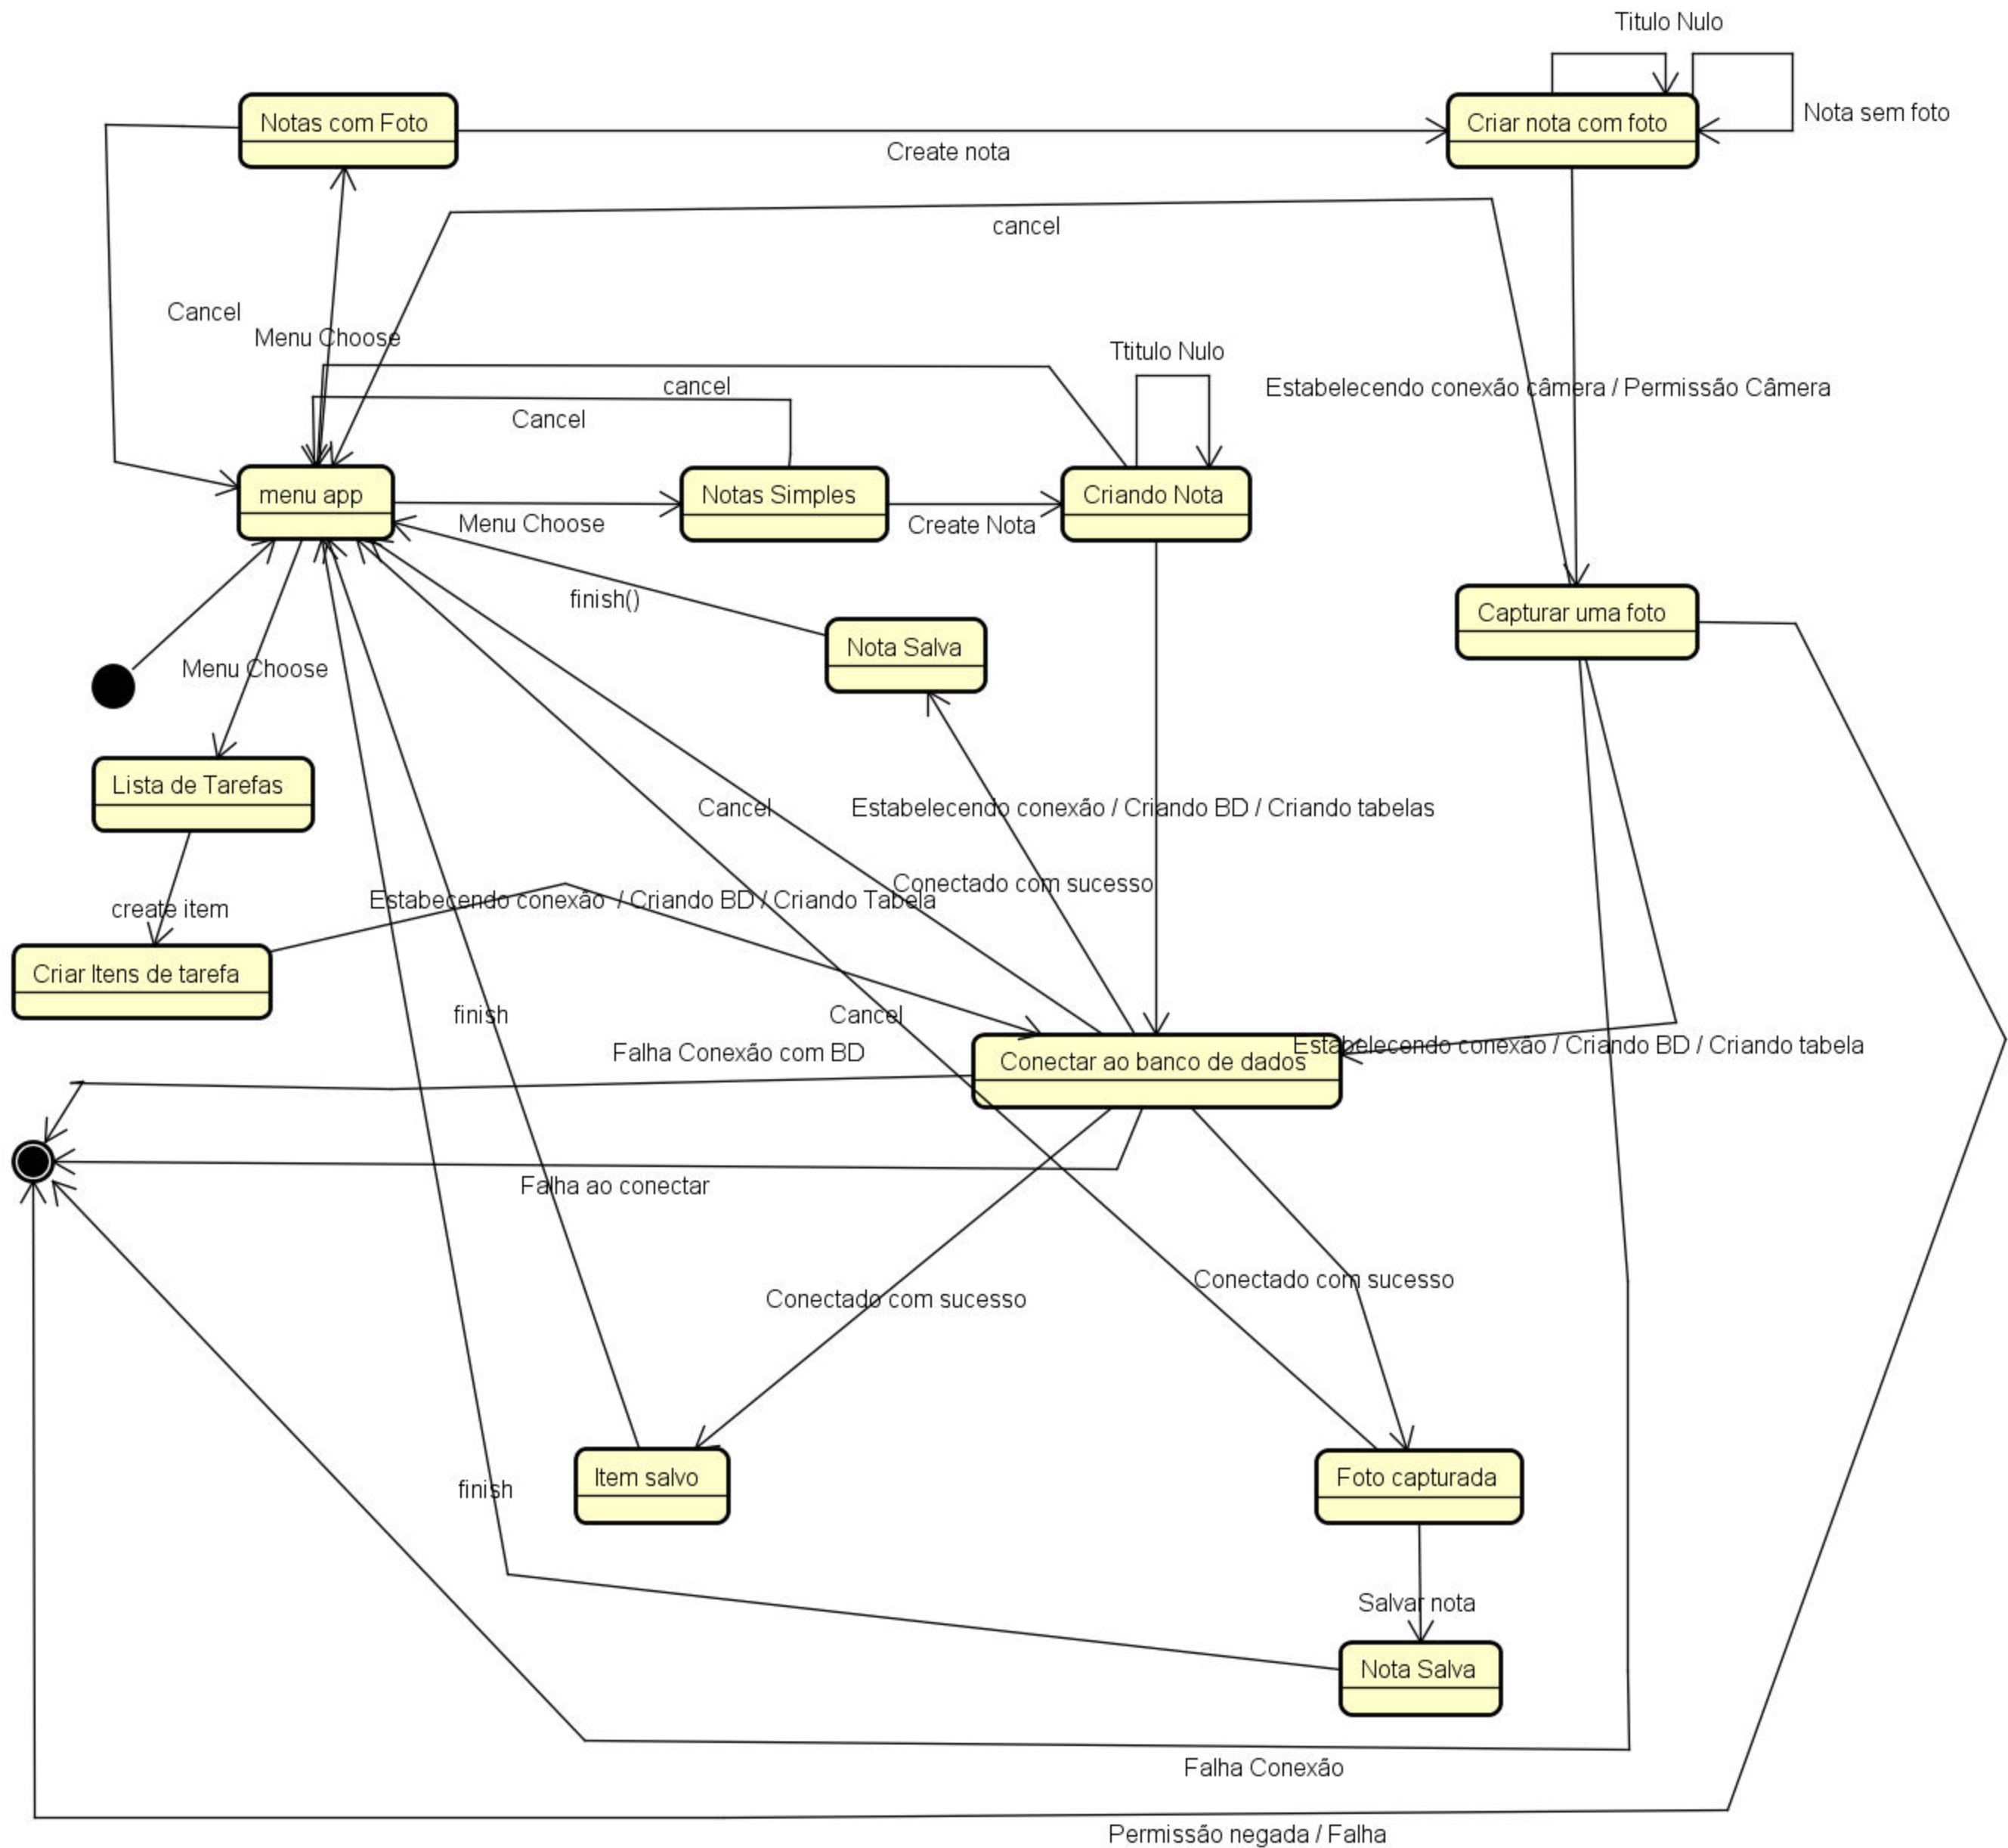 Titulo Nulo
Notas com Foto
Criar nota com foto
Nota sem foto
Create nota
cancel
Cancel
Menu Choose
Ttitulo Nulo
cancel
Estabelecendo conexão câmera / Permissão Câmera
Cancel
menu app
Notas Simples
Criando Nota
Menu Choose
Create Nota
finish()
Capturar uma foto
Nota Salva
Menu Choose
Lista de Tarefas
Cancel
Estabelecendo conexão / Criando BD / Criando tabelas
Conectado com sucesso
Estabecendo conexão / Criando BD / Criando Tabela
create item
Criar Itens de tarefa
finish
Cancel
Falha Conexão com BD
Estabelecendo conexão / Criando BD / Criando tabela
Conectar ao banco de dados
Falha ao conectar
Conectado com sucesso
Conectado com sucesso
Item salvo
Foto capturada
finish
Salvar nota
Nota Salva
Falha Conexão
Permissão negada / Falha